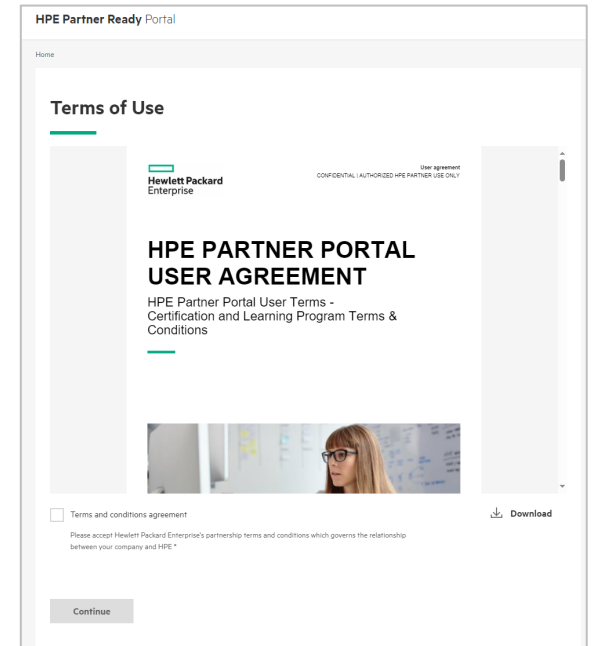 HPE Partner Ready Portal
Home
Terms of Use
Hewlett Packard
Enterprise
User agreement
CONFIDENTIAL | AUTHORIZED HPE PARTNER USE ONLY
HPE PARTNER PORTAL
USER AGREEMENT
HPE Partner Portal User Terms -
Certification and Learning Program Terms &
Conditions
Terms and conditions agreement
Download
Please accept Hewlett Packard Enterprise's partnership terms and conditions which governs the relationship
between your company and HPE *
Continue